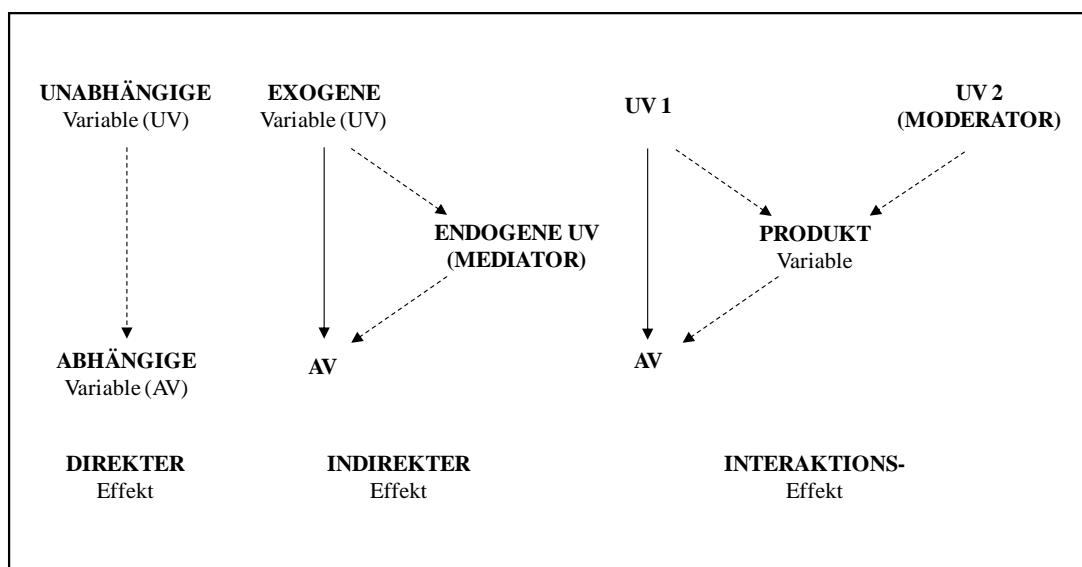 UNABHÄNGIGE
Variable (UV)
EXOGENE
Variable (UV)
UV 1
UV 2
(MODERATOR)
ENDOGENE UV
(MEDIATOR)
PRODUKT
Variable
ABHÄNGIGE
Variable (AV)
AV
AV
DIREKTER
Effekt
INDIREKTER
Effekt
INTERAKTIONS-
Effekt